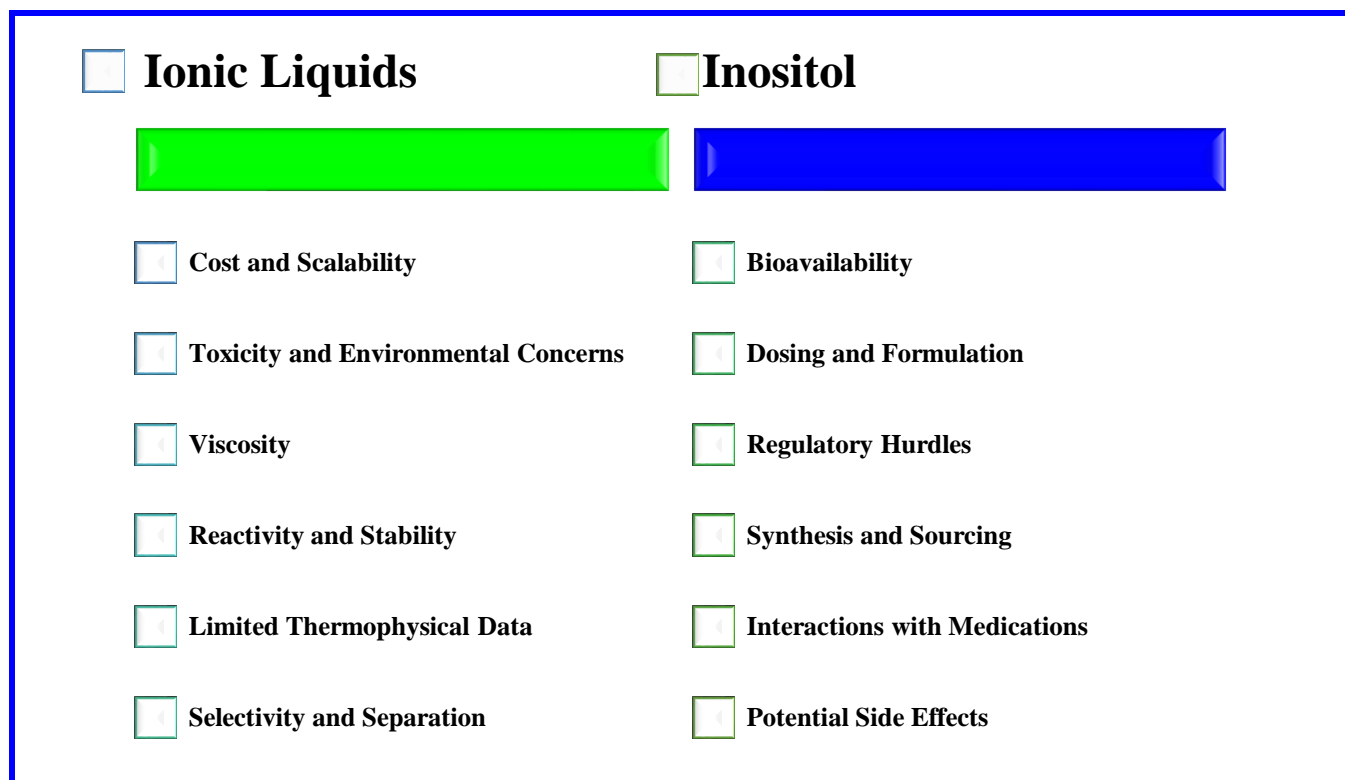 Ionic Liquids
Inositol
Cost and Scalability
Toxicity and Environmental Concerns
Viscosity
Reactivity and Stability
Limited Thermophysical Data
Selectivity and Separation
Bioavailability
Dosing and Formulation
Regulatory Hurdles
Synthesis and Sourcing
Interactions with Medications
Potential Side Effects